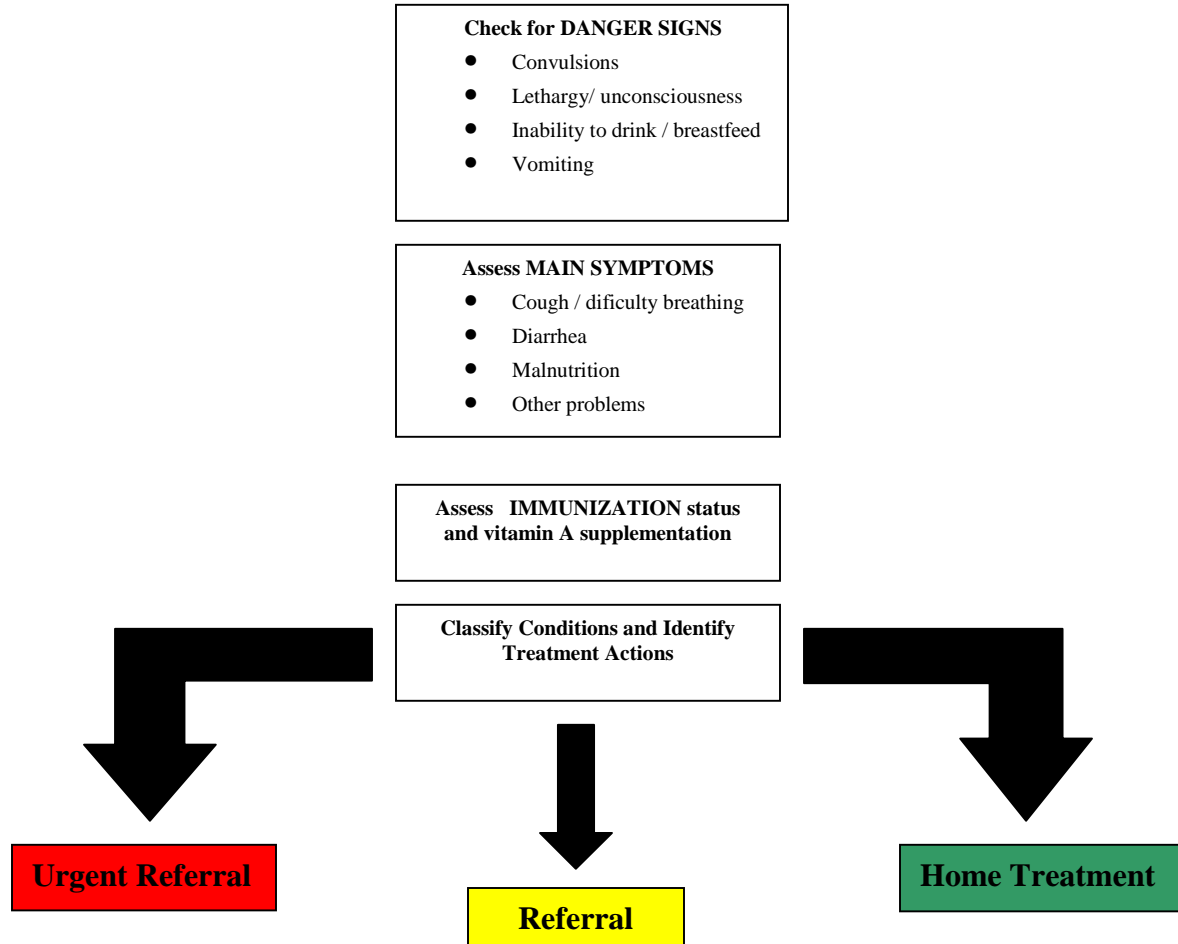 Check for DANGER SIGNS
● Convulsions
● Lethargy/ unconsciousness
● Inability to drink / breastfeed
● Vomiting
Assess MAIN SYMPTOMS
● Cough / dificulty breathing
● Diarrhea
● Malnutrition
● Other problems
Assess IMMUNIZATION status
and vitamin A supplementation
Classify Conditions and Identify
Treatment Actions
Urgent Referral
Referral
Home Treatment